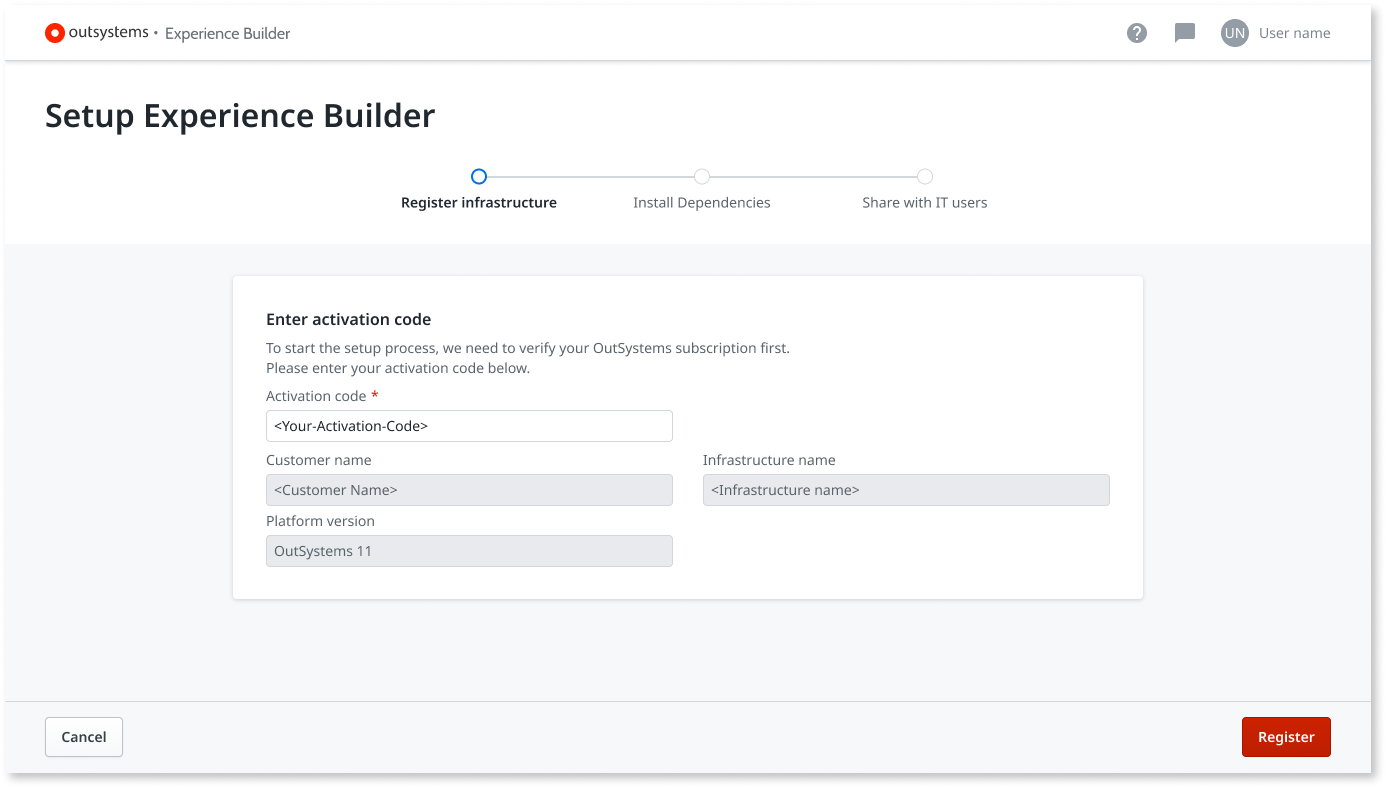 outsystems • Experience Builder
? UN User name
Setup Experience Builder
Register infrastructure Install Dependencies Share with IT users
Enter activation code
To start the setup process, we need to verify your OutSystems subscription first.
Please enter your activation code below.
Activation code *
<Your-Activation-Code>
Customer name Infrastructure name
<Customer Name> <Infrastructure name>
Platform version
OutSystems 11
Cancel Register